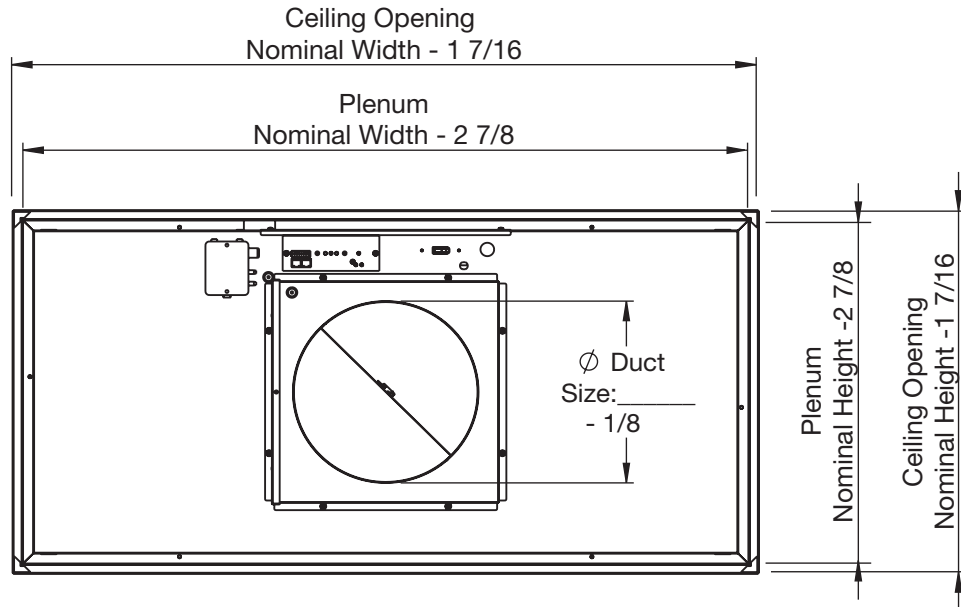 Ceiling Opening
Nominal Width - 1 7/16
Plenum
Nominal Width - 2 7/8
∅ Duct
Size:______
- 1/8
Plenum
Nominal Height -2 7/8
Ceiling Opening
Nominal Height -1 7/16